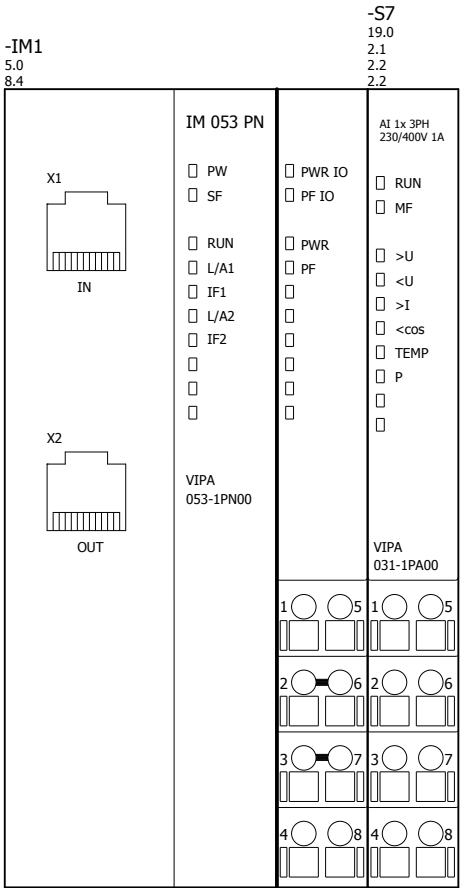 -IM1
5.0
8.4
-S7
19.0
2.1
2.2
2.2
X1
IN
X2
OUT
IM 053 PN
PW
SF
RUN
L/A1
IF1
L/A2
IF2
VIPA
053-1PN00
PWR IO
PF IO
PWR
PF
1 5
2 6
3 7
4 8
AI 1x 3PH
230/400V 1A
RUN
MF
>U
<U
>I
<cos
TEMP
P
VIPA
031-1PA00
1 5
2 6
3 7
4 8